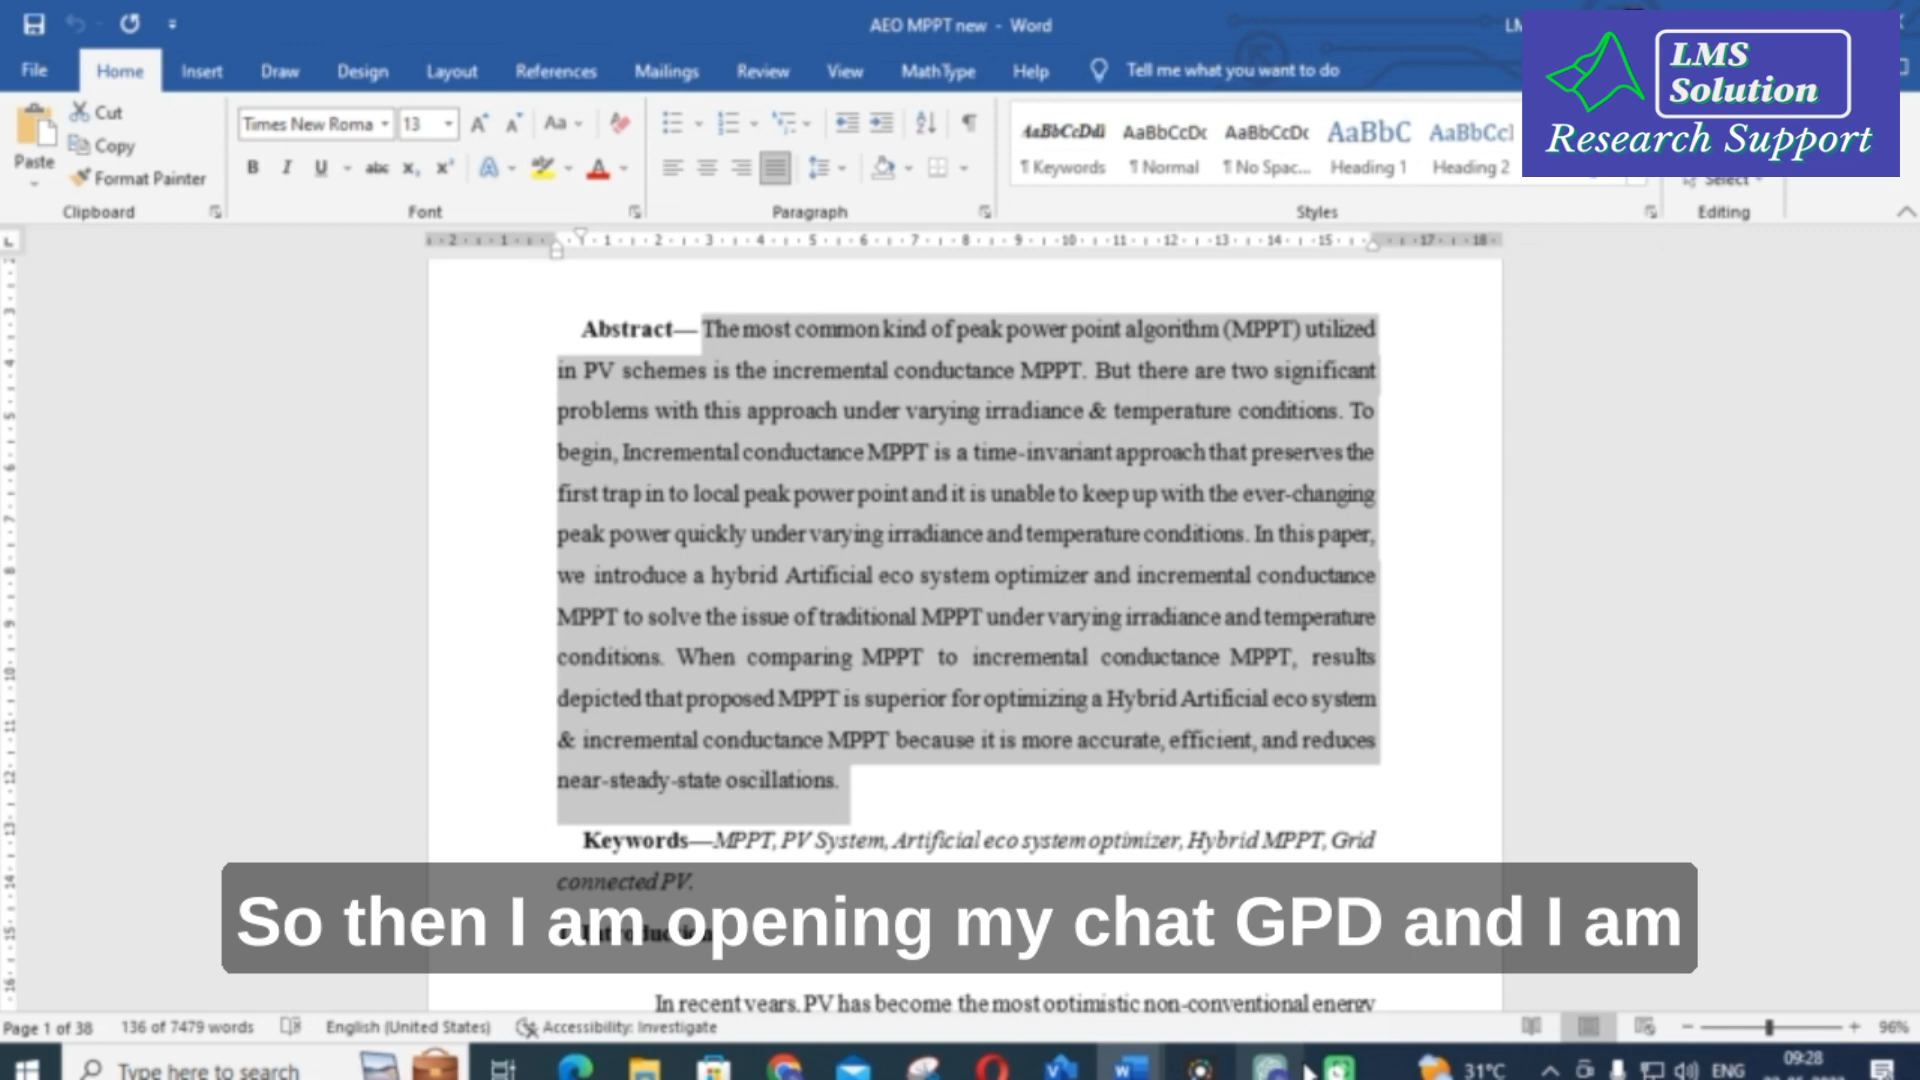 AEO MPPT new - Word
LMS
Solution
Research Support
File Home Insert Draw Design Layout References Mailings Review View MathType Help Tell me what you want to do
Cut
Copy
Paste
Format Painter
Clipboard
Times New Roma 13
Font
Paragraph
AaBbCcDdi AaBbCcDc AaBbCcDc AaBbC AaBbCcl
¶ Keywords ¶ Normal ¶ No Spac... Heading 1 Heading 2
Styles
Select
Editing
Abstract— The most common kind of peak power point algorithm (MPPT) utilized
in PV schemes is the incremental conductance MPPT. But there are two significant
problems with this approach under varying irradiance & temperature conditions. To
begin, Incremental conductance MPPT is a time-invariant approach that preserves the
first trap in to local peak power point and it is unable to keep up with the ever-changing
peak power quickly under varying irradiance and temperature conditions. In this paper,
we introduce a hybrid Artificial eco system optimizer and incremental conductance
MPPT to solve the issue of traditional MPPT under varying irradiance and temperature
conditions. When comparing MPPT to incremental conductance MPPT, results
depicted that proposed MPPT is superior for optimizing a Hybrid Artificial eco system
& incremental conductance MPPT because it is more accurate, efficient, and reduces
near-steady-state oscillations.
Keywords—MPPT, PV System, Artificial eco system optimizer, Hybrid MPPT, Grid
connected PV.
So then I am opening my chat GPD and I am
In recent years, PV has become the most optimistic non-conventional energy
Page 1 of 38 136 of 7479 words English (United States) Accessibility: Investigate 96%
Type here to search 31°C ENG 09:28